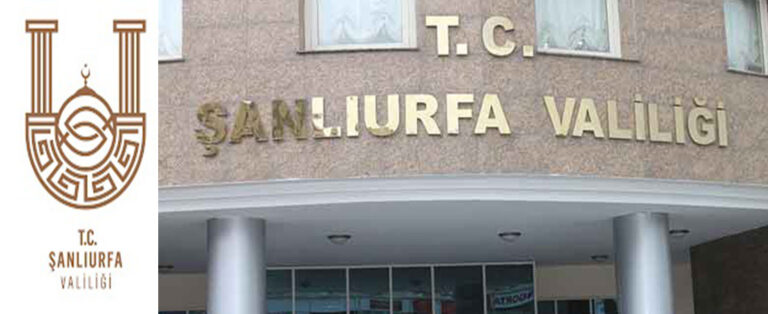 T.C.
ŞANLIURFA
VALİLİĞİ
T. C.
ŞANLIURFA VALİLİĞİ